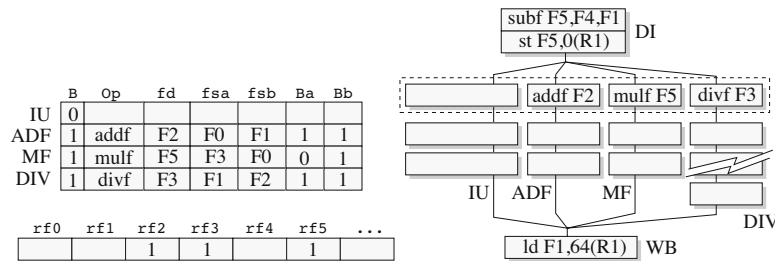 B Op fd fsa fsb Ba Bb
IU 0
ADF 1 addf F2 F0 F1 1 1
MF 1 mulf F5 F3 F0 0 1
DIV 1 divf F3 F1 F2 1 1
rf0 rf1 rf2 rf3 rf4 rf5 ...
1 1 1
subf F5,F4,F1
st F5,0(R1)
DI
addf F2 mulf F5 divf F3
IU ADF MF
DIV
ld F1,64(R1) WB